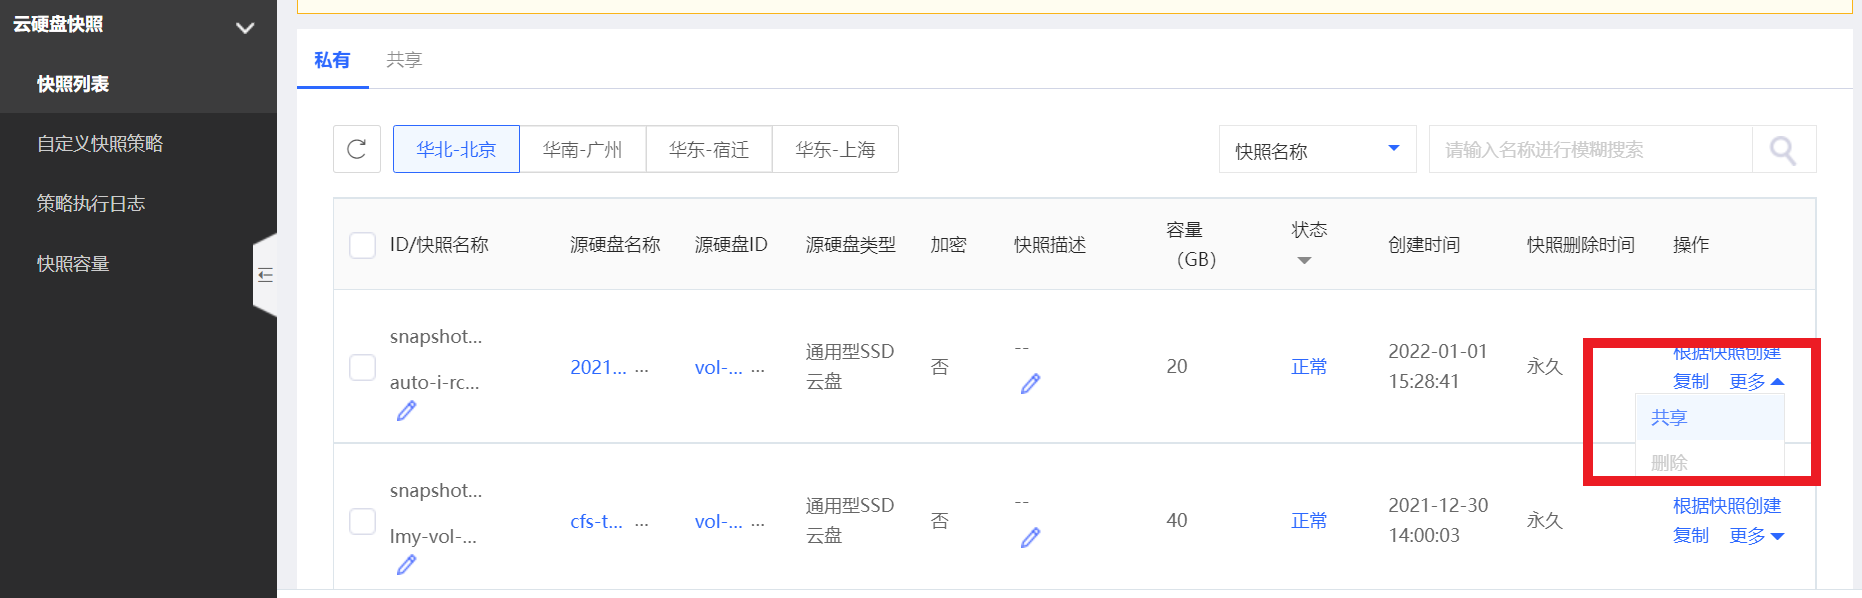 云硬盘快照
快照列表
自定义快照策略
策略执行日志
快照容量
私有 共享
华北-北京 华南-广州 华东-宿迁 华东-上海 快照名称 请输入名称进行模糊搜索
ID/快照名称 源硬盘名称 源硬盘ID 源硬盘类型 加密 快照描述 容量（GB） 状态 创建时间 快照删除时间 操作
snapshot...
auto-i-rc...
2021... ...
vol-... ...
通用型SSD
云盘
否
--
20
正常
2022-01-01
15:28:41
永久
根据快照创建
复制 更多
共享
删除
snapshot...
lmy-vol-...
cfs-t... ...
vol-... ...
通用型SSD
云盘
否
--
40
正常
2021-12-30
14:00:03
永久
根据快照创建
复制 更多